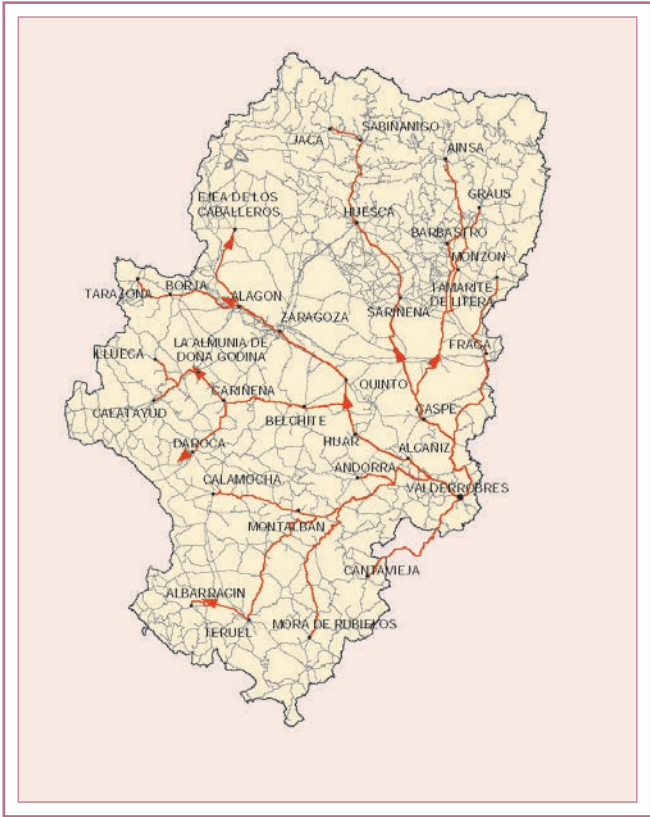 SABIÑANIGO
JACA
AINSA
GRAUS
EJEA DE LOS
CABALLEROS
HUESCA
BARBASTRO
MONZON
TAMARITE
DE LITERA
TARAZONA
BORJA
ALAGON
SARIÑENA
ZARAGOZA
LA ALMUNIA DE
DOÑA GODINA
ILLUECA
FRAGA
QUINTO
CARIÑENA
CALATAYUD
BELCHITE
CASPE
DAROCA
HIJAR
ALCAÑIZ
ANDORRA
CALAMOCHA
VALDERROBRES
MONTALBAN
CANTAVIEJA
ALBARRACIN
TERUEL
MORA DE RUBIELOS